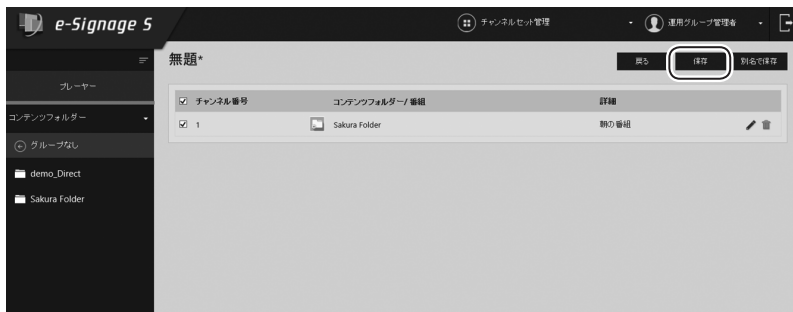 e-Signage S
チャンネルセット管理
運用グループ管理者
無題*
戻る
保存
別名で保存
プレーヤー
コンテンツフォルダー
グループなし
demo_Direct
Sakura Folder
チャンネル番号 コンテンツフォルダー/ 番組 詳細
1 Sakura Folder 朝の番組